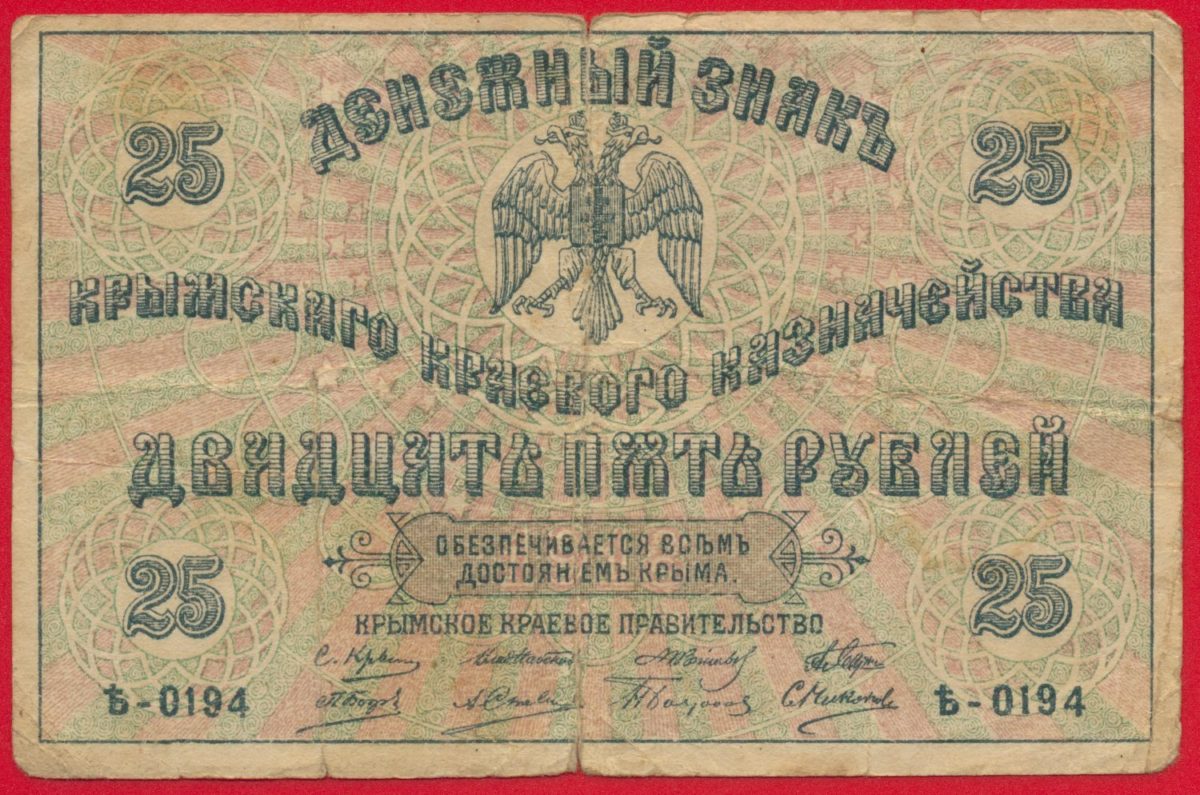 ДЕНЕЖНЫЙ ЗНАКЪ
25 25
КРЫМСКАГО КРАЕВОГО КАЗНАЧЕЙСТВА
ДВАДЦАТЬ ПЯТЬ РУБЛЕЙ
ОБЕЗПЕЧИВАЕТСЯ ВСѢМЪ
ДОСТОЯНIЕМЪ КРЫМА.
25 25
КРЫМСКОЕ КРАЕВОЕ ПРАВИТЕЛЬСТВО
Ѣ-0194 Ѣ-0194